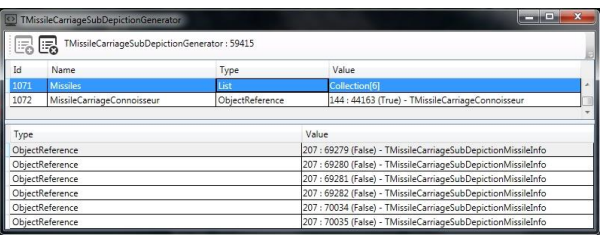 TMissileCarriageSubDepictionGenerator
TMissileCarriageSubDepictionGenerator : 59415
Id Name Type Value
1071 Missiles List Collection[6]
1072 MissileCarriageConnoisseur ObjectReference 144 : 44163 (True) - TMissileCarriageConnoisseur
Type Value
ObjectReference 207 : 69279 (False) - TMissileCarriageSubDepictionMissileInfo
ObjectReference 207 : 69280 (False) - TMissileCarriageSubDepictionMissileInfo
ObjectReference 207 : 69281 (False) - TMissileCarriageSubDepictionMissileInfo
ObjectReference 207 : 69282 (False) - TMissileCarriageSubDepictionMissileInfo
ObjectReference 207 : 70034 (False) - TMissileCarriageSubDepictionMissileInfo
ObjectReference 207 : 70035 (False) - TMissileCarriageSubDepictionMissileInfo